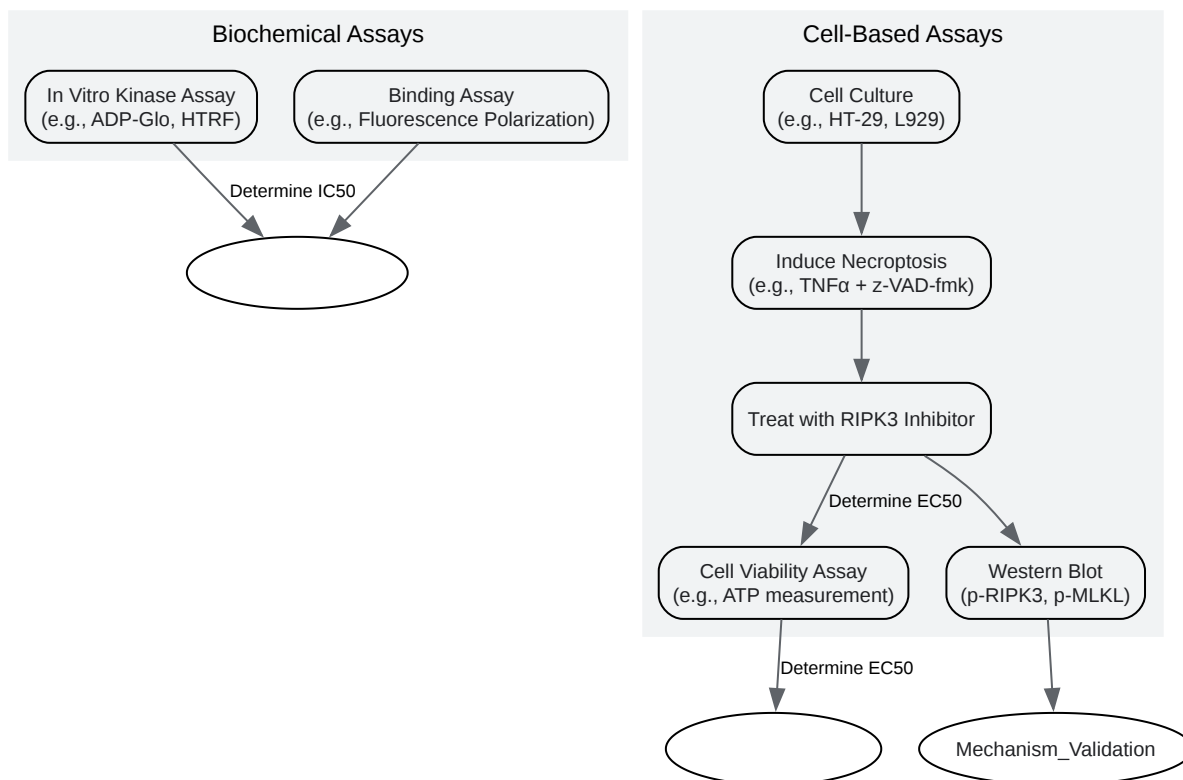 Biochemical Assays
In Vitro Kinase Assay
(e.g., ADP-Glo, HTRF)
Binding Assay
(e.g., Fluorescence Polarization)
Determine IC50
Cell-Based Assays
Cell Culture
(e.g., HT-29, L929)
Induce Necroptosis
(e.g., TNFα + z-VAD-fmk)
Treat with RIPK3 Inhibitor
Determine EC50
Cell Viability Assay
(e.g., ATP measurement)
Western Blot
(p-RIPK3, p-MLKL)
Determine EC50
Mechanism_Validation